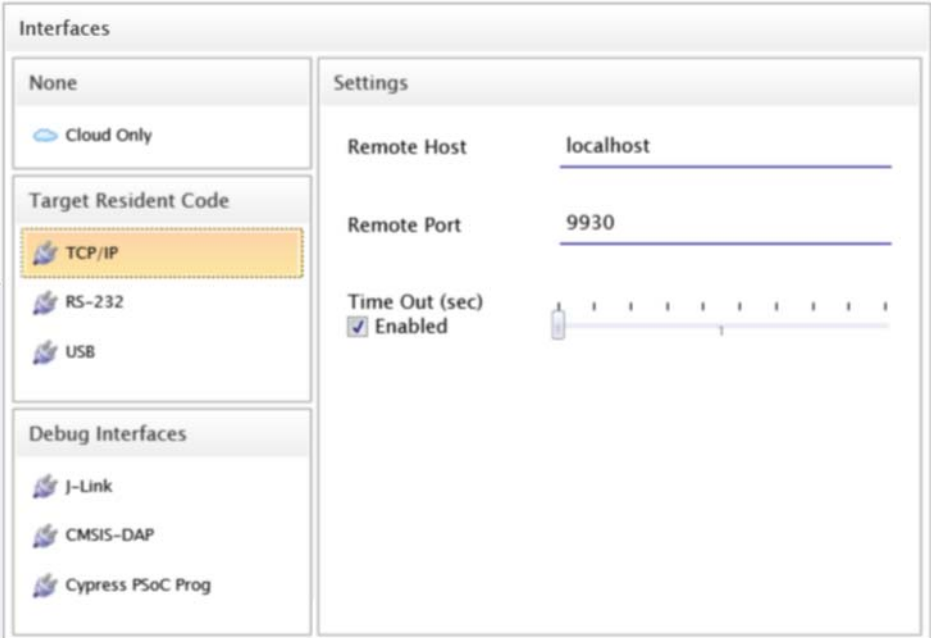 Interfaces
None
Cloud Only
Target Resident Code
TCP/IP
RS-232
USB
Debug Interfaces
J-Link
CMSIS-DAP
Cypress PSoC Prog
Settings
Remote Host
localhost
Remote Port
9930
Time Out (sec)
Enabled
1